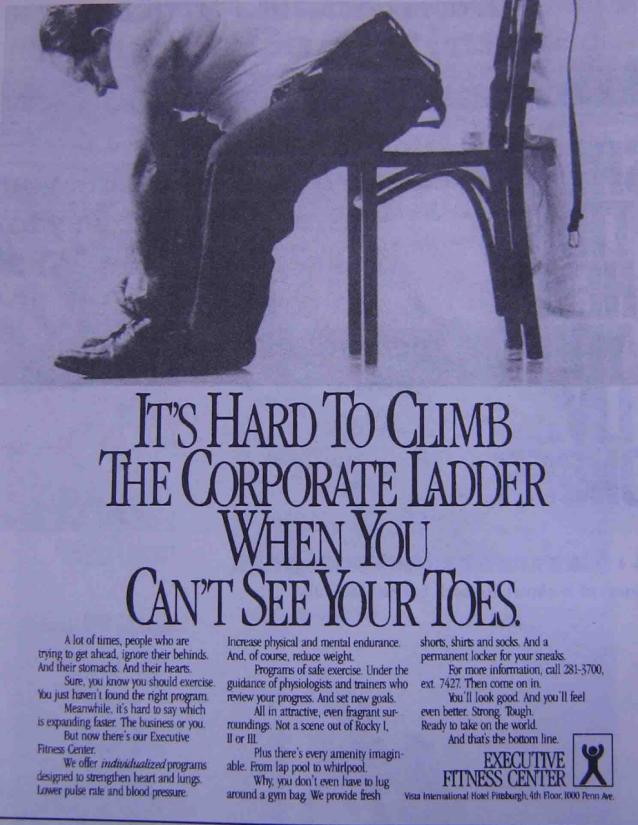 IT'S HARD TO CLIMB
THE CORPORATE LADDER
WHEN YOU
CAN'T SEE YOUR TOES.
A lot of times, people who are
trying to get ahead, ignore their behinds.
And their stomachs. And their hearts.
Sure, you know you should exercise.
You just haven't found the right program.
Meanwhile, it's hard to say which
is expanding faster. The business or you.
But now there's our Executive
Fitness Center.
We offer individualized programs
designed to strengthen heart and lungs.
Lower pulse rate and blood pressure.
Increase physical and mental endurance.
And, of course, reduce weight.
Programs of safe exercise. Under the
guidance of physiologists and trainers who
review your progress. And set new goals.
All in attractive, even fragrant sur-
roundings. Not a scene out of Rocky I,
II or III.
Plus there's every amenity imagin-
able. From lap pool to whirlpool.
Why, you don't even have to lug
around a gym bag. We provide fresh
shorts, shirts and socks. And a
permanent locker for your sneaks.
For more information, call 281-3700,
ext. 7427. Then come on in.
You'll look good. And you'll feel
even better. Strong. Tough.
Ready to take on the world.
And that's the bottom line.
EXECUTIVE
FITNESS CENTER
Vista International Hotel Pittsburgh, 4th Floor, 1000 Penn Ave.